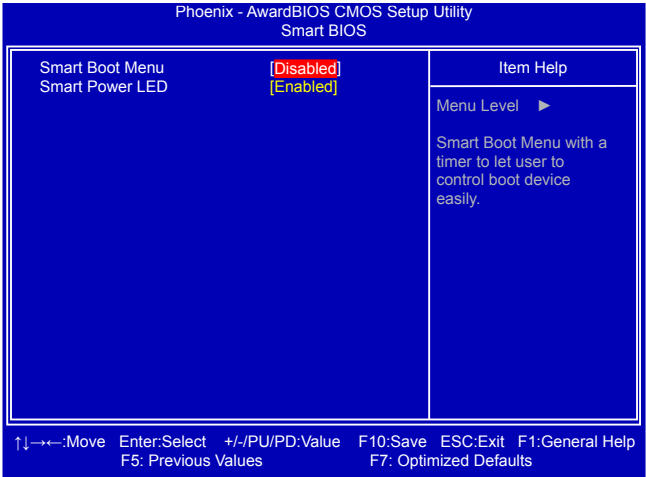 Phoenix - AwardBIOS CMOS Setup Utility
Smart BIOS
Smart Boot Menu [Disabled]
Smart Power LED [Enabled]
Item Help
Menu Level ►
Smart Boot Menu with a
timer to let user to
control boot device
easily.
↑↓→←:Move Enter:Select +/-/PU/PD:Value F10:Save ESC:Exit F1:General Help
F5: Previous Values F7: Optimized Defaults